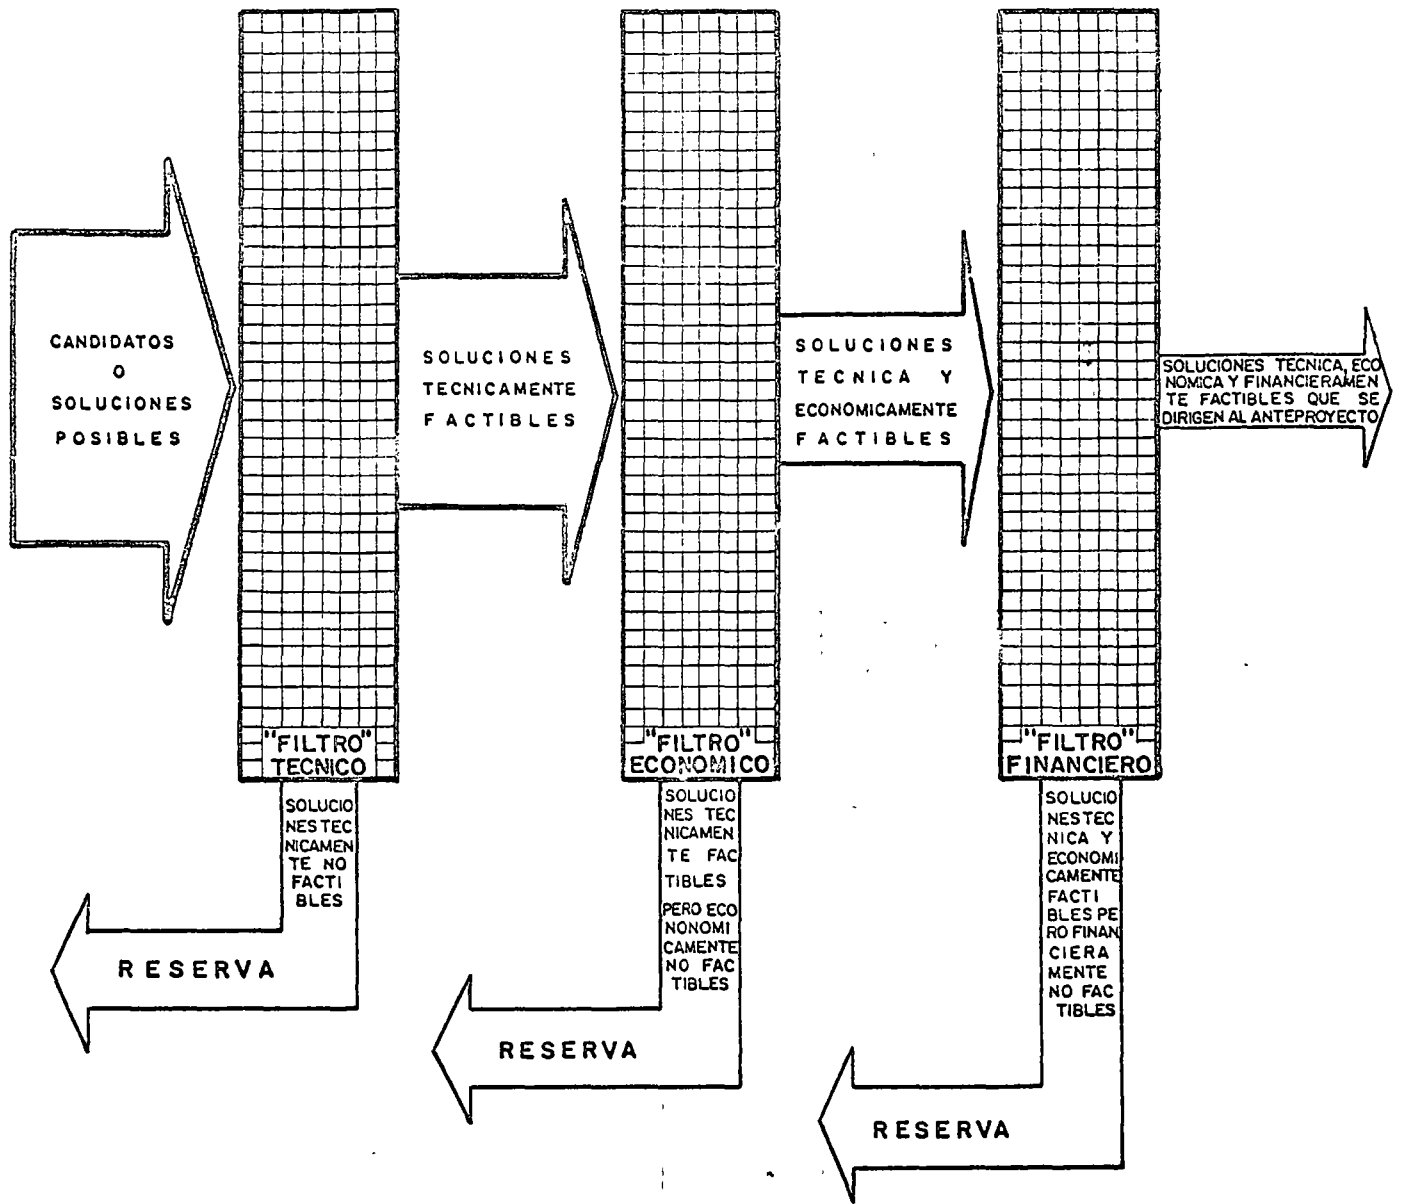 CANDIDATOS
O
SOLUCIONES
POSIBLES
SOLUCIONES
TECNICAMENTE
FACTIBLES
SOLUCIONES
TECNICA Y
ECONOMICAMENTE
FACTIBLES
SOLUCIONES TECNICA, ECO
NOMICA Y FINANCIERAMEN
TE FACTIBLES QUE SE
DIRIGEN AL ANTEPROYECTO
"FILTRO"
TECNICO
"FILTRO"
ECONOMICO
"FILTRO"
FINANCIERO
SOLUCIO
NES TEC
NICAMEN
TE NO
FACTI
BLES
RESERVA
SOLUCIO
NES TEC
NICAMEN
TE FAC
TIBLES
PERO ECO
NONOMI
CAMENTE
NO FAC
TIBLES
RESERVA
SOLUCIO
NES TEC
NICA Y
ECONOMI
CAMENTE
FACTI
BLES PE
RO FINAN
CIERA
MENTE
NO FAC
TIBLES
RESERVA